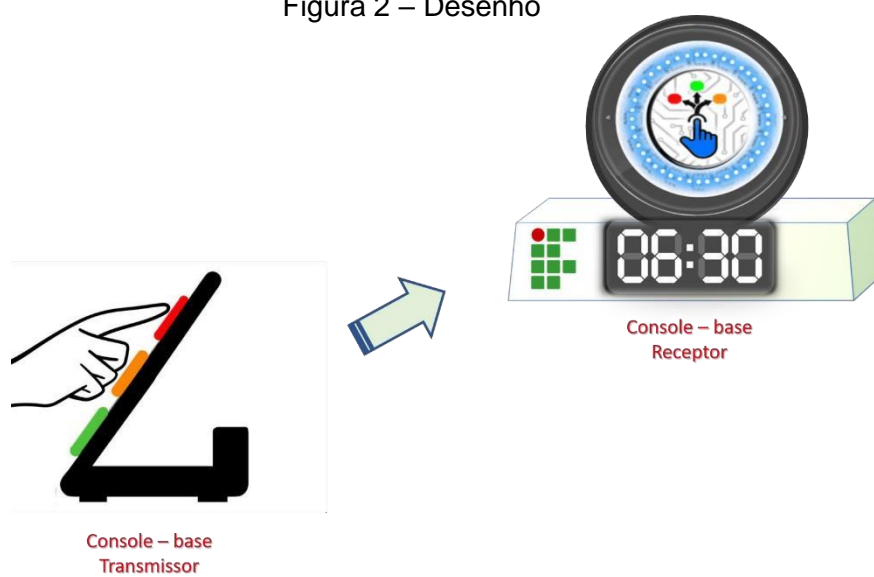 Figura 2 – Desenho
06:30
Console – base
Receptor
Console – base
Transmissor